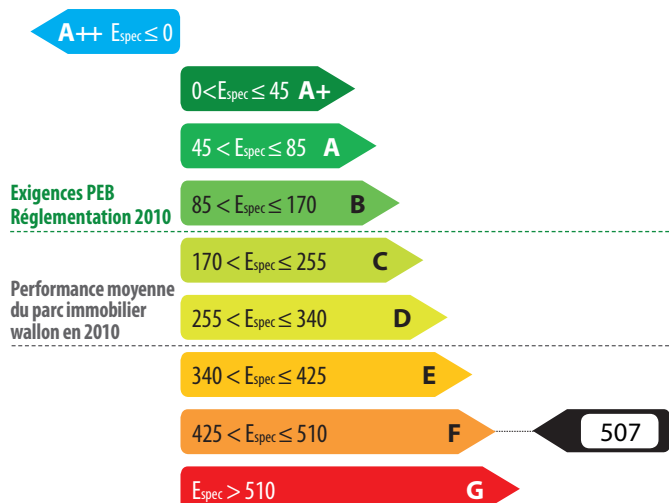 A++ Espec ≤ 0
0<Espec ≤ 45 A+
45 < Espec ≤ 85 A
Exigences PEB
Réglementation 2010
85 < Espec ≤ 170 B
170 < Espec ≤ 255 C
Performance moyenne
du parc immobilier
wallon en 2010
255 < Espec ≤ 340 D
340 < Espec ≤ 425 E
425 < Espec ≤ 510 F
507
Espec > 510 G